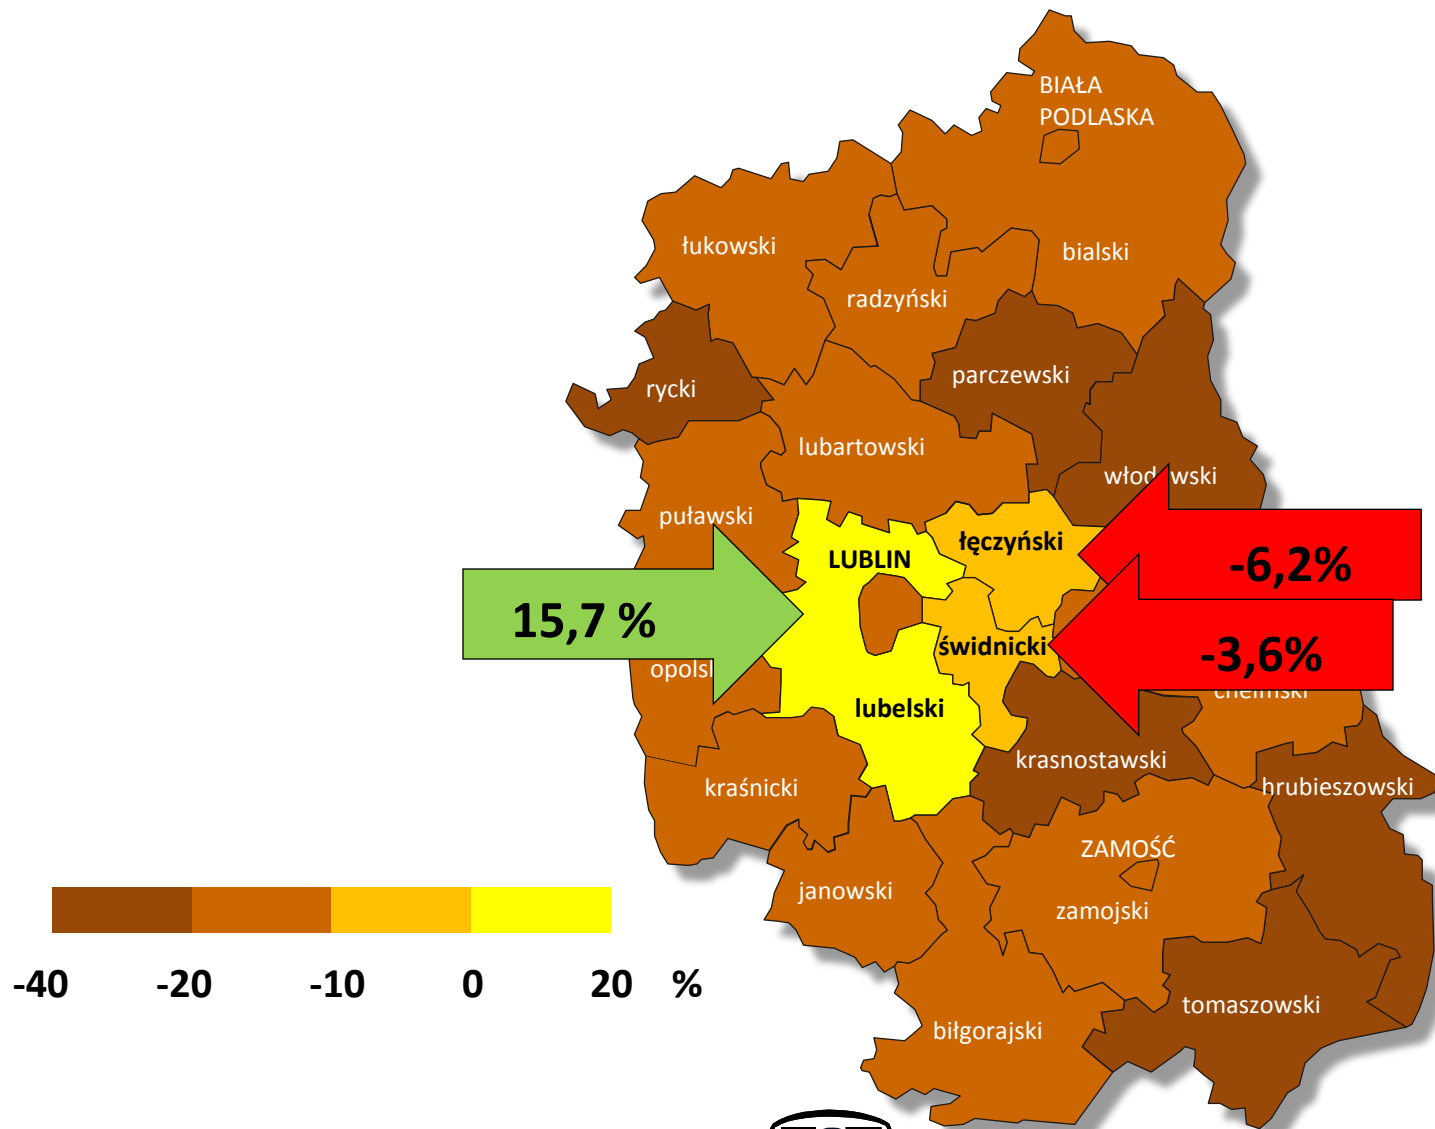 BIAŁA
PODLASKA
łukowski
bialski
radzyński
parczewski
rycki
lubartowski
puławski
łęczyński
LUBLIN
-6,2%
15,7 %
świdnicki
-3,6%
lubelski
krasnostawski
kraśnicki
hrubieszowski
ZAMOŚĆ
janowski
zamojski
-40 -20 -10 0 20 %
tomaszowski
biłgorajski